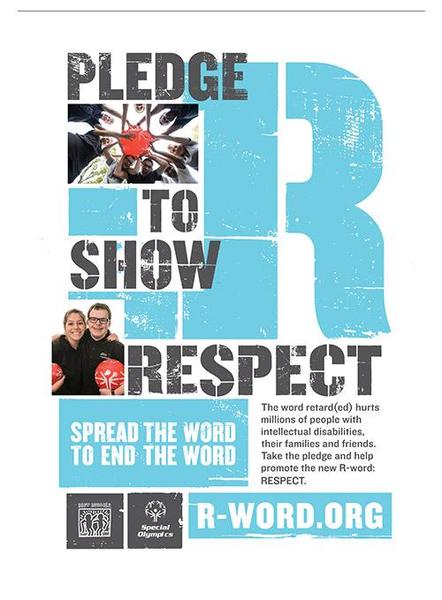 PLEDGE
TO
SHOW
RESPECT
The word retard(ed) hurts
millions of people with
intellectual disabilities,
their families and friends.
Take the pledge and help
promote the new R-word:
RESPECT.
SPREAD THE WORD
TO END THE WORD
BEST BUDDIES
Special
Olympics
R-WORD.ORG
R